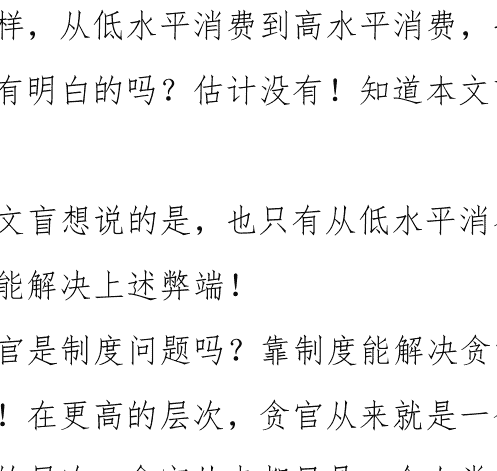 样，从低水平消费到高水平消费，
有明白的吗？估计没有！知道本文
文盲想说的是，也只有从低水平消
能解决上述弊端！
官是制度问题吗？靠制度能解决贪
！在更高的层次，贪官从来就是一